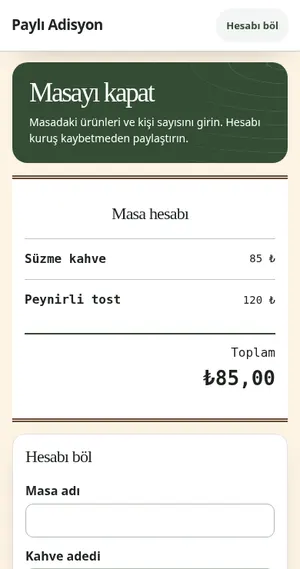 Paylı Adisyon
Hesabı böl
Masayı kapat
Masadaki ürünleri ve kişi sayısını girin. Hesabı
kuruş kaybetmeden paylaştırın.
Masa hesabı
Süzme kahve 85 ₺
Peynirli tost 120 ₺
Toplam
₺85,00
Hesabı böl
Masa adı
Kahve adedi